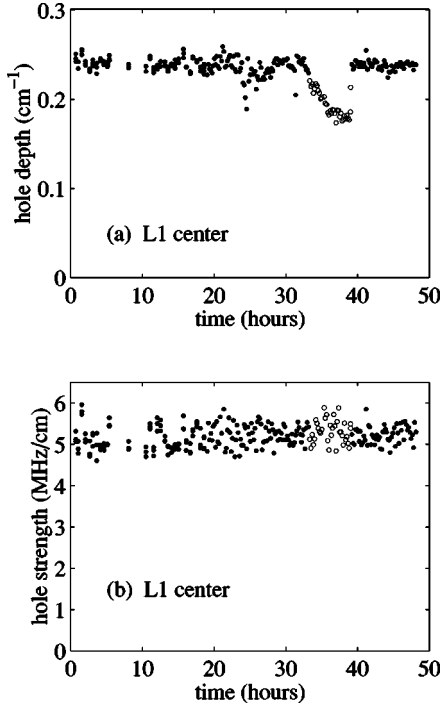 0.3
0.2
0.1
0
hole depth (cm⁻¹)
(a) L1 center
0 10 20 30 40 50
time (hours)
6
5
4
3
2
1
0
hole strength (MHz/cm)
(b) L1 center
0 10 20 30 40 50
time (hours)